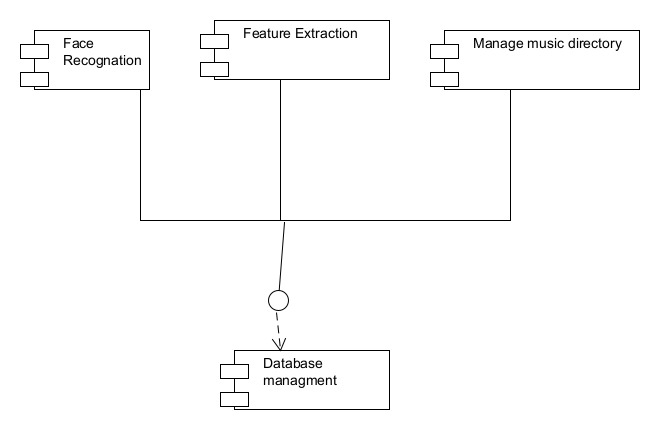 Face
Recognation
Feature Extraction
Manage music directory
Database
managment